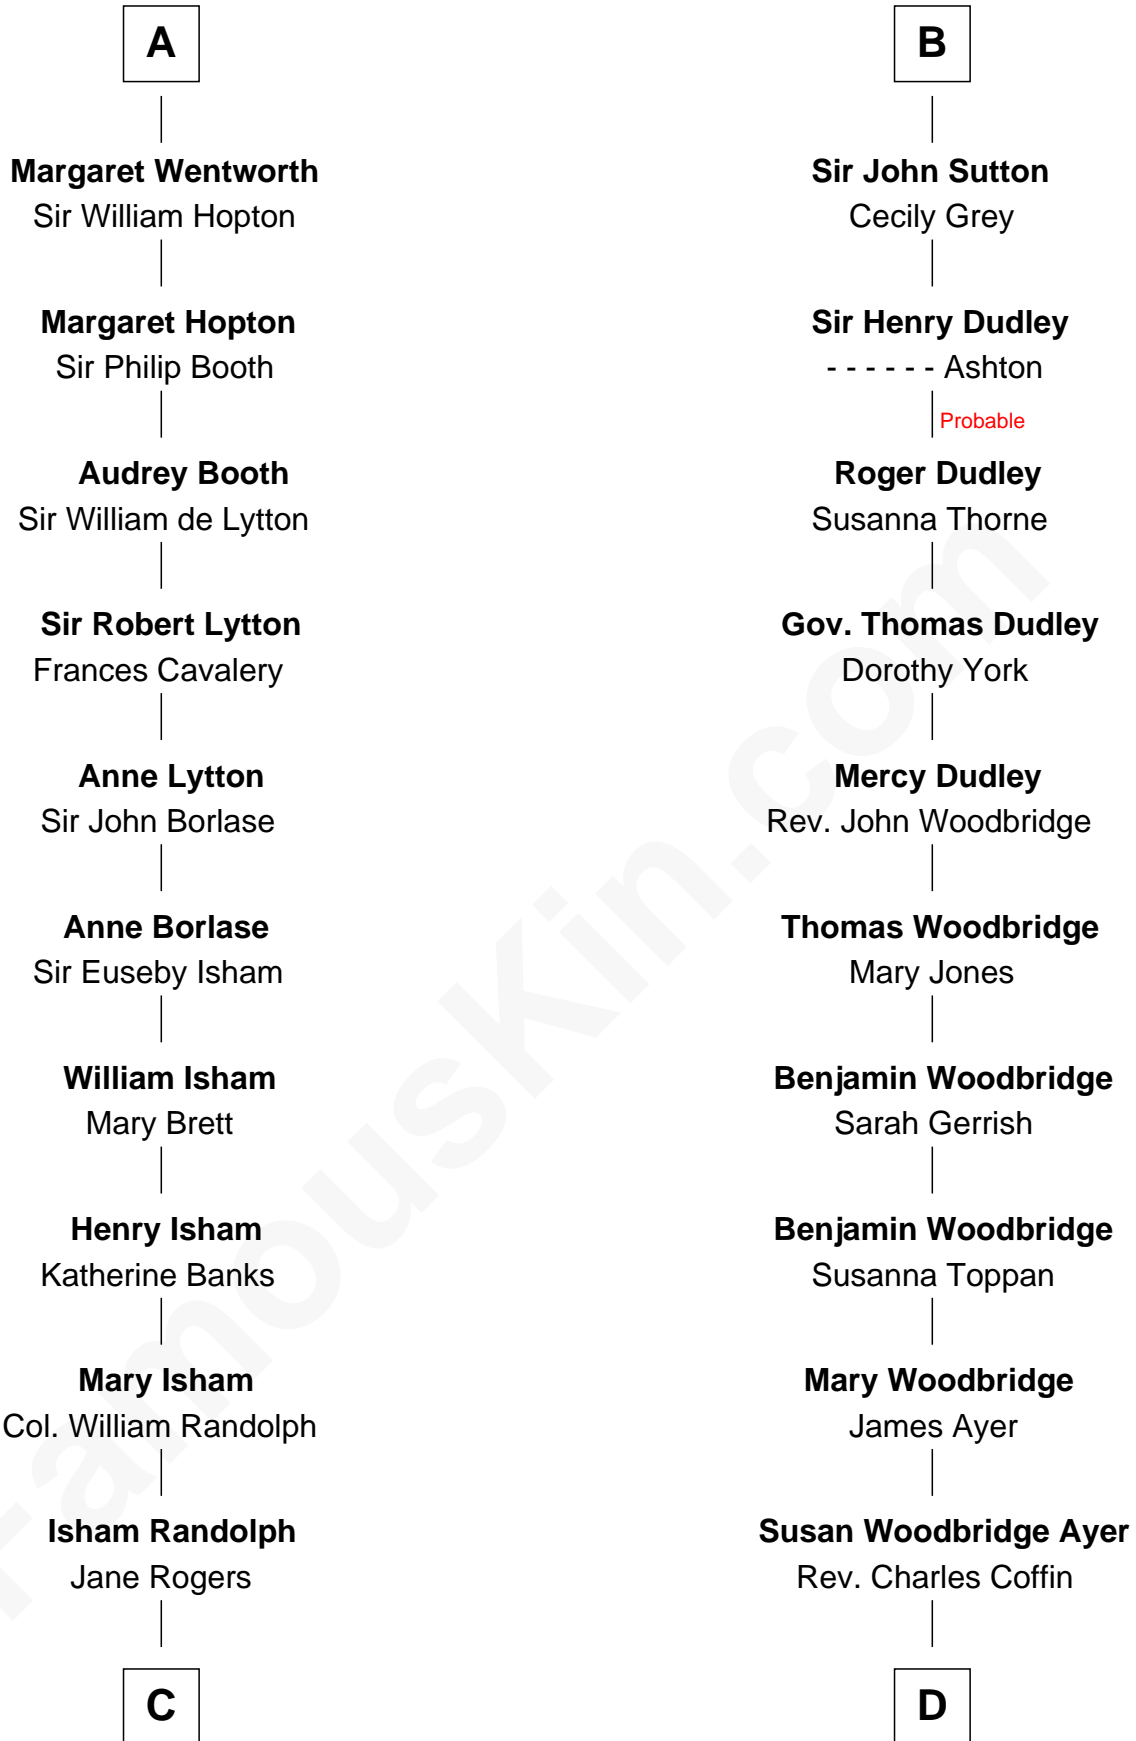 A
Margaret Wentworth
Sir William Hopton
Margaret Hopton
Sir Philip Booth
Audrey Booth
Sir William de Lytton
Sir Robert Lytton
Frances Cavalery
Anne Lytton
Sir John Borlase
Anne Borlase
Sir Euseby Isham
William Isham
Mary Brett
Henry Isham
Katherine Banks
Mary Isham
Col. William Randolph
Isham Randolph
Jane Rogers
C
B
Sir John Sutton
Cecily Grey
Sir Henry Dudley
- - - - - - Ashton
Probable
Roger Dudley
Susanna Thorne
Gov. Thomas Dudley
Dorothy York
Mercy Dudley
Rev. John Woodbridge
Thomas Woodbridge
Mary Jones
Benjamin Woodbridge
Sarah Gerrish
Benjamin Woodbridge
Susanna Toppan
Mary Woodbridge
James Ayer
Susan Woodbridge Ayer
Rev. Charles Coffin
D
FamousKin.com